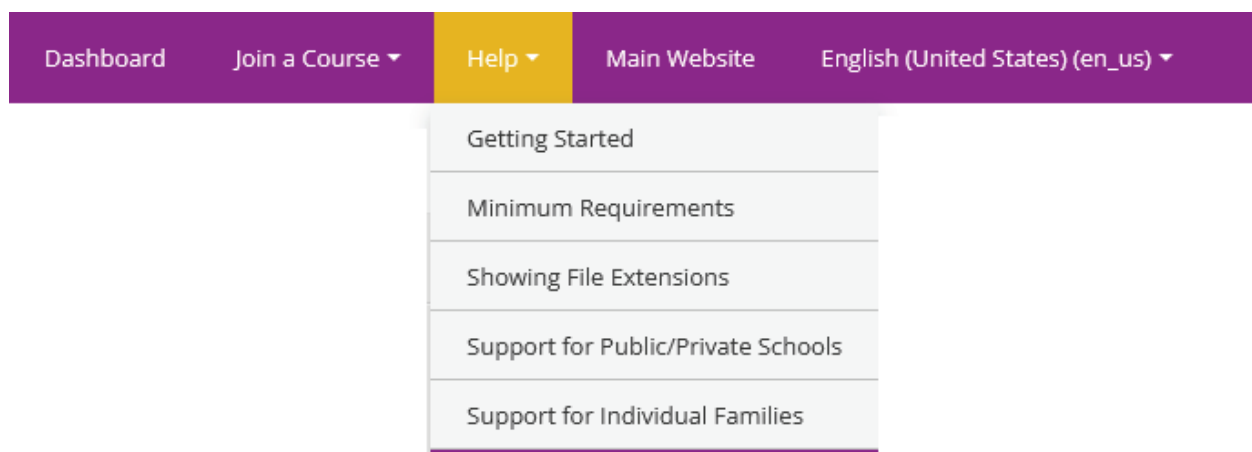 Dashboard Join a Course Help Main Website English (United States) (en_us)
Getting Started
Minimum Requirements
Showing File Extensions
Support for Public/Private Schools
Support for Individual Families